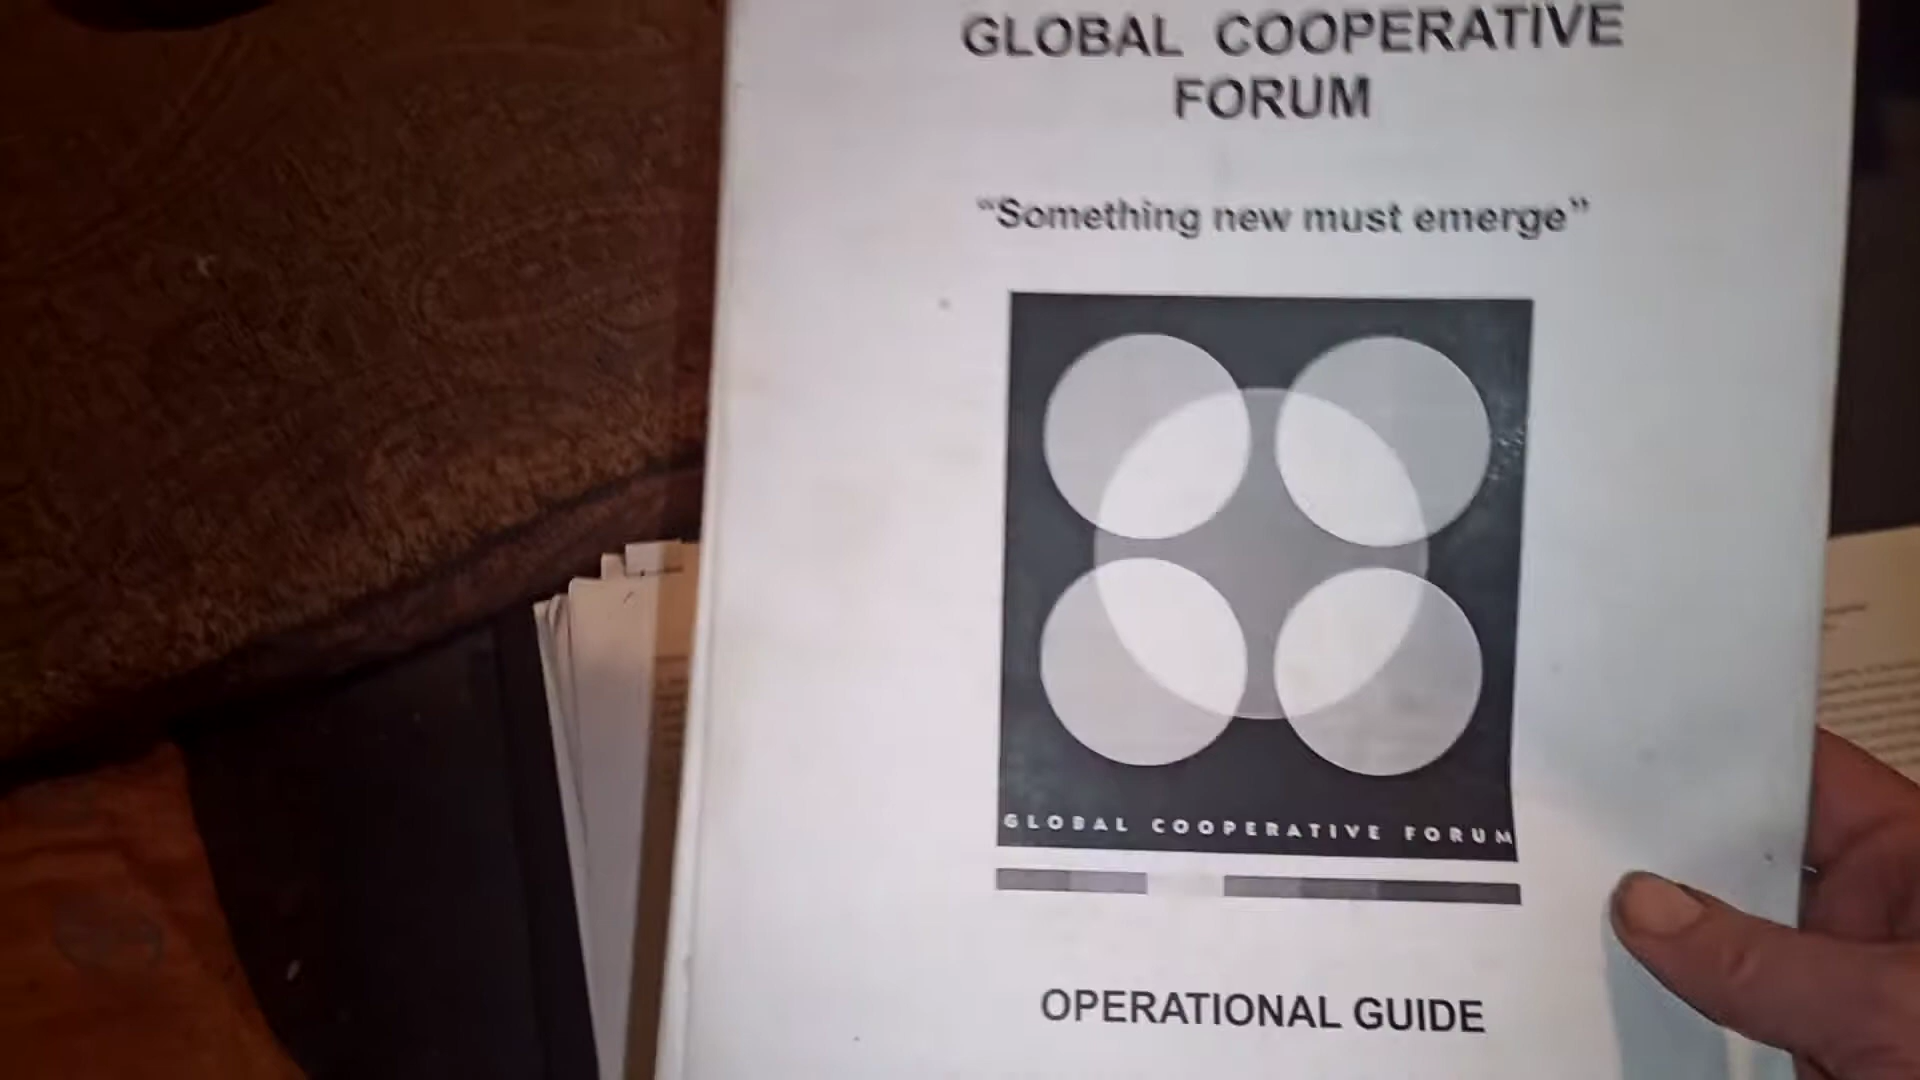 GLOBAL COOPERATIVE
FORUM
“Something new must emerge”
GLOBAL COOPERATIVE FORUM
OPERATIONAL GUIDE